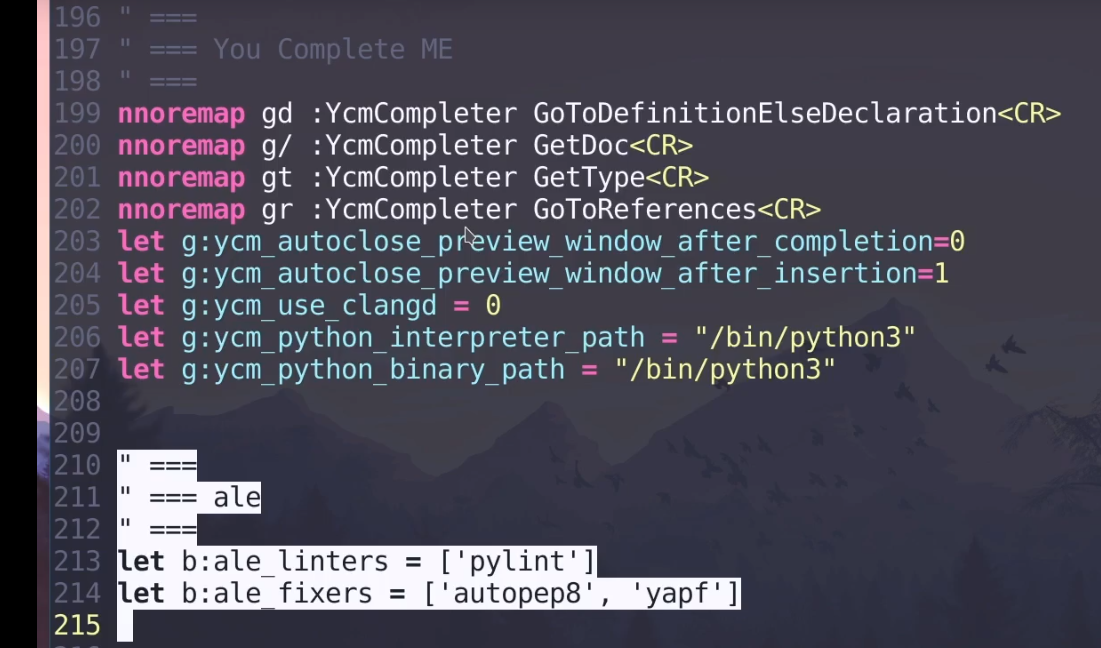 196 " ===
197 " === You Complete ME
198 " ===
199 nnoremap gd :YcmCompleter GoToDefinitionElseDeclaration<CR>
200 nnoremap g/ :YcmCompleter GetDoc<CR>
201 nnoremap gt :YcmCompleter GetType<CR>
202 nnoremap gr :YcmCompleter GoToReferences<CR>
203 let g:ycm_autoclose_preview_window_after_completion=0
204 let g:ycm_autoclose_preview_window_after_insertion=1
205 let g:ycm_use_clangd = 0
206 let g:ycm_python_interpreter_path = "/bin/python3"
207 let g:ycm_python_binary_path = "/bin/python3"
208
209
210 " ===
211 " === ale
212 " ===
213 let b:ale_linters = ['pylint']
214 let b:ale_fixers = ['autopep8', 'yapf']
215